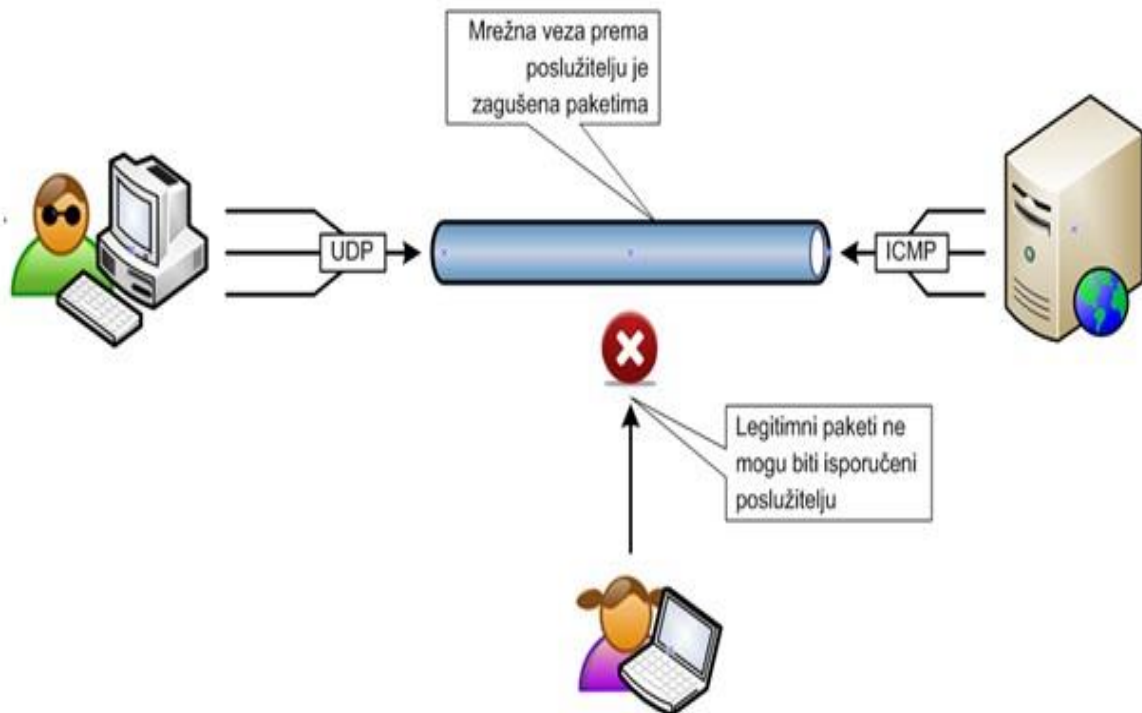 Mrežna veza prema
poslužitelju je
zagušena paketima
UDP
ICMP
Legitimni paketi ne
mogu biti isporučeni
poslužitelju